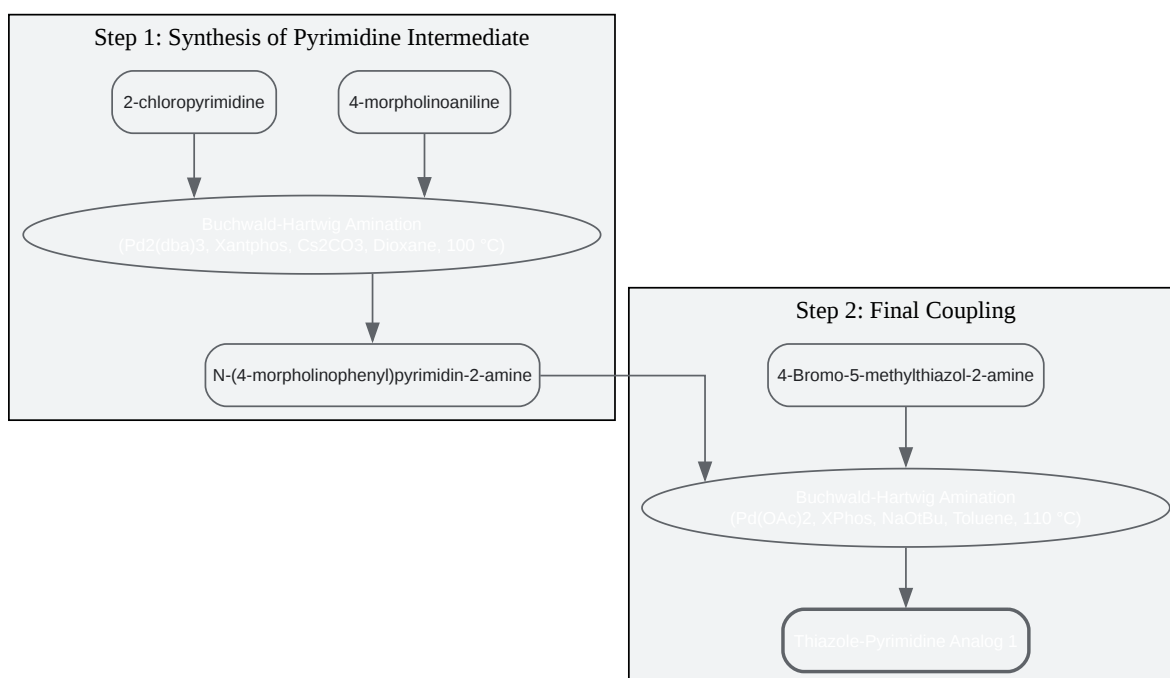 Step 1: Synthesis of Pyrimidine Intermediate
2-chloropyrimidine
4-morpholinoaniline
Buchwald-Hartwig Amination
(Pd2(dba)3, Xantphos, Cs2CO3, Dioxane, 100 °C)
N-(4-morpholinophenyl)pyrimidin-2-amine
Step 2: Final Coupling
4-Bromo-5-methylthiazol-2-amine
Buchwald-Hartwig Amination
(Pd(OAc)2, XPhos, NaOtBu, Toluene, 110 °C)
Thiazole-Pyrimidine Analog 1